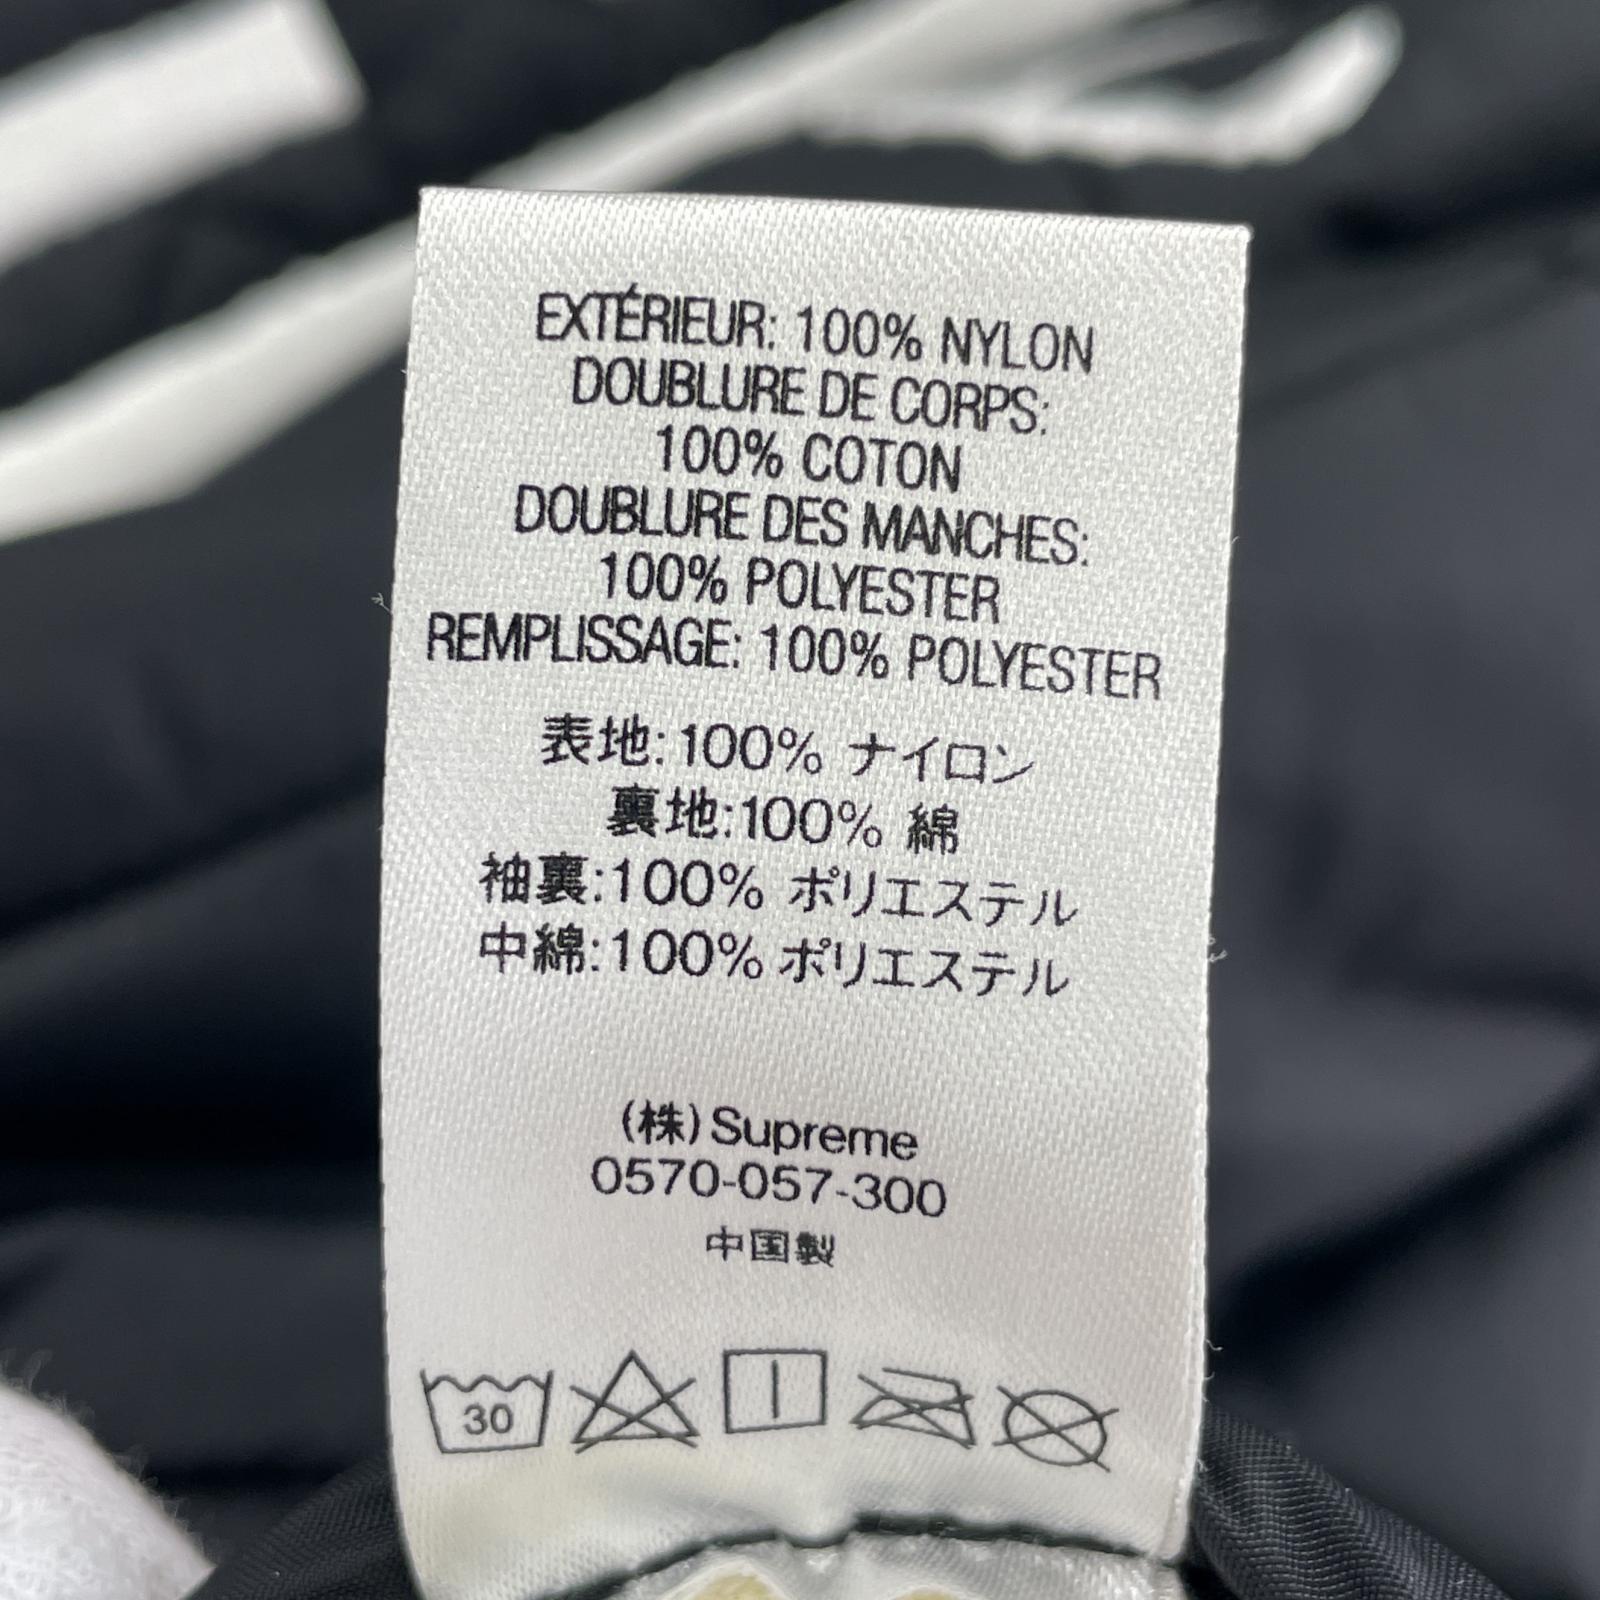 EXTÉRIEUR: 100% NYLON
DOUBLURE DE CORPS:
100% COTON
DOUBLURE DES MANCHES:
100% POLYESTER
REMPLISSAGE: 100% POLYESTER
表地:100% ナイロン
裏地:100% 綿
袖裏:100% ポリエステル
中綿:100% ポリエステル
(株)Supreme
0570-057-300
中国製
30